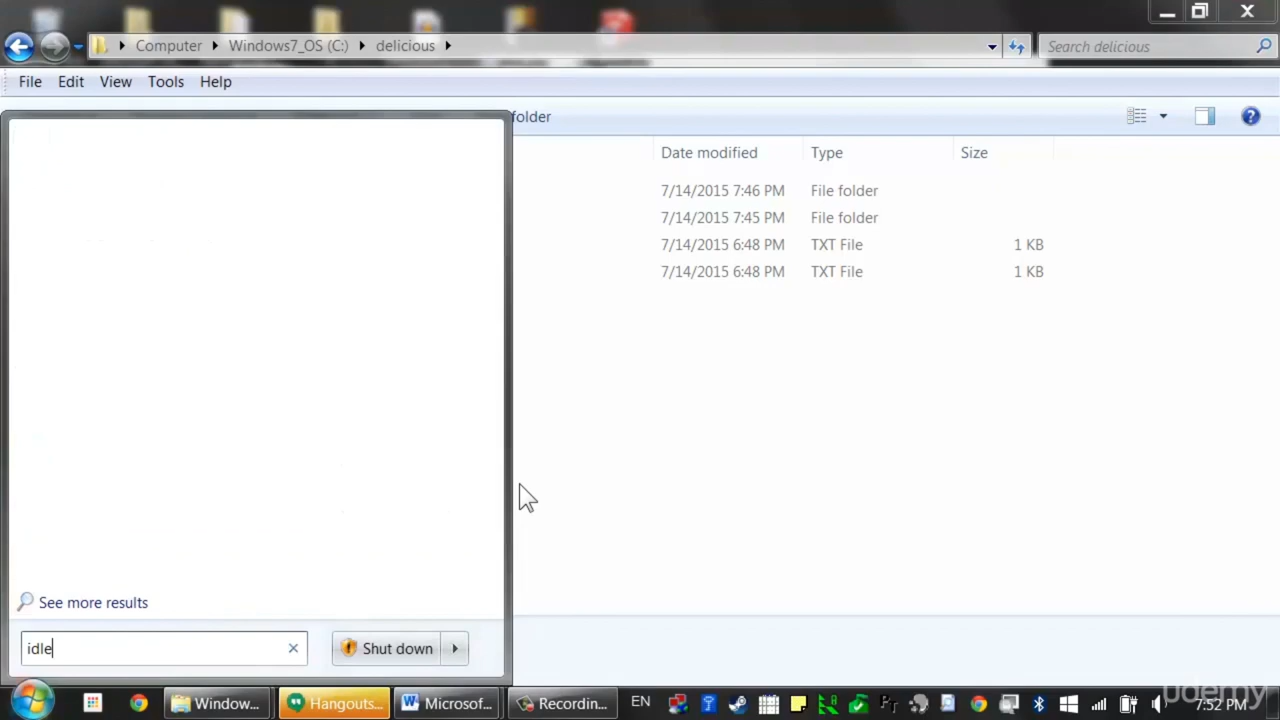 Computer Windows7_OS (C:) delicious
Search delicious
File Edit View Tools Help
folder
Date modified Type Size
7/14/2015 7:46 PM File folder
7/14/2015 7:45 PM File folder
7/14/2015 6:48 PM TXT File 1 KB
7/14/2015 6:48 PM TXT File 1 KB
See more results
idle
Shut down
Window... Hangouts... Microsof... Recordin... EN 7:52 PM
udemy